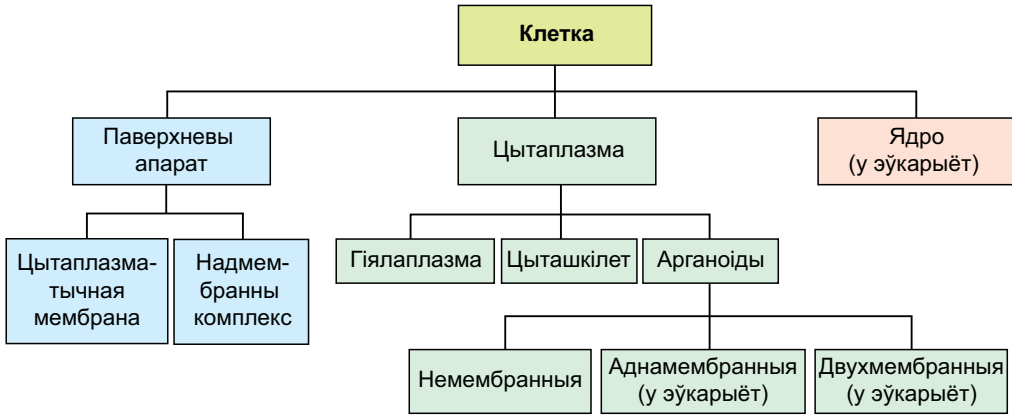 Клетка
Паверхневы
апарат
Цытаплазма
Ядро
(у эўкарыёт)
Цытаплазма-
тычная
мембрана
Надмем-
бранны
комплекс
Гіялаплазма
Цыташкілет
Арганоіды
Немембранныя
Аднамембранныя
(у эўкарыёт)
Двухмембранныя
(у эўкарыёт)